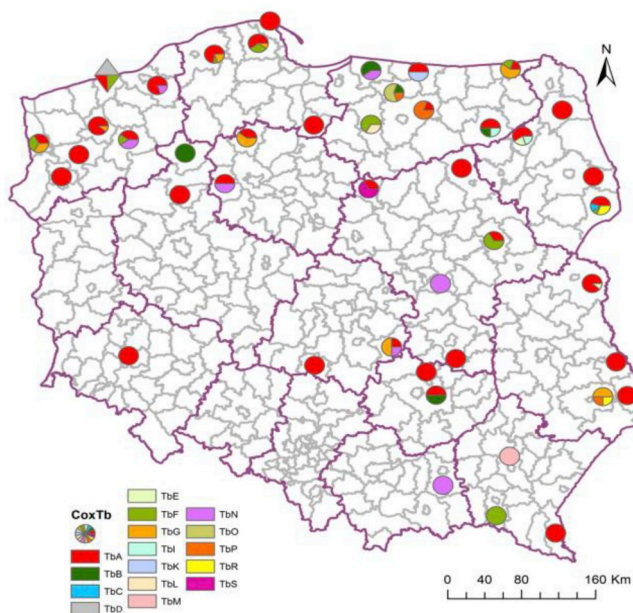 N
CoxTb
TbA
TbB
TbC
TbD
TbE
TbF
TbG
TbI
TbK
TbL
TbM
TbN
TbO
TbP
TbR
TbS
0 40 80 160 Km